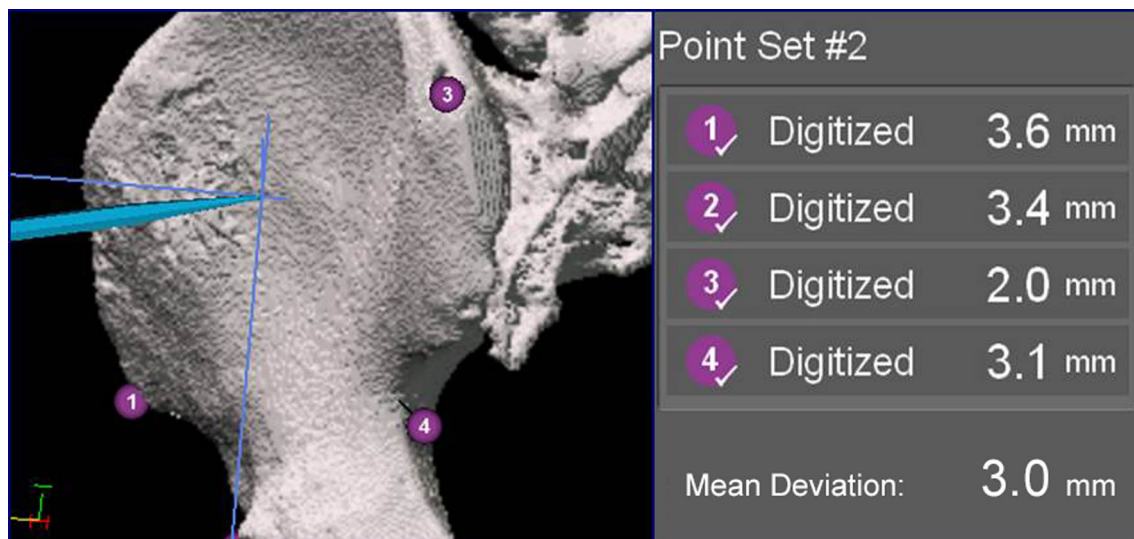 3
1
4
Point Set #2
1 Digitized 3.6 mm
2 Digitized 3.4 mm
3 Digitized 2.0 mm
4 Digitized 3.1 mm
Mean Deviation: 3.0 mm